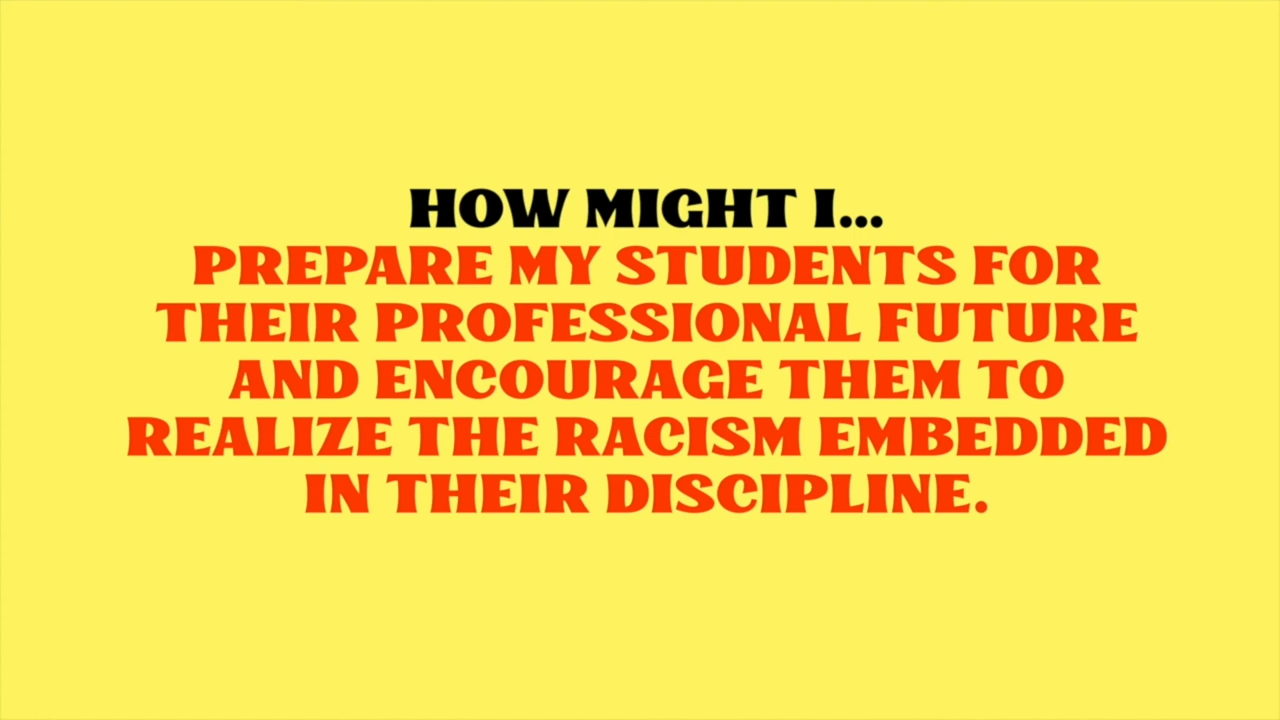 HOW MIGHT I...
PREPARE MY STUDENTS FOR
THEIR PROFESSIONAL FUTURE
AND ENCOURAGE THEM TO
REALIZE THE RACISM EMBEDDED
IN THEIR DISCIPLINE.